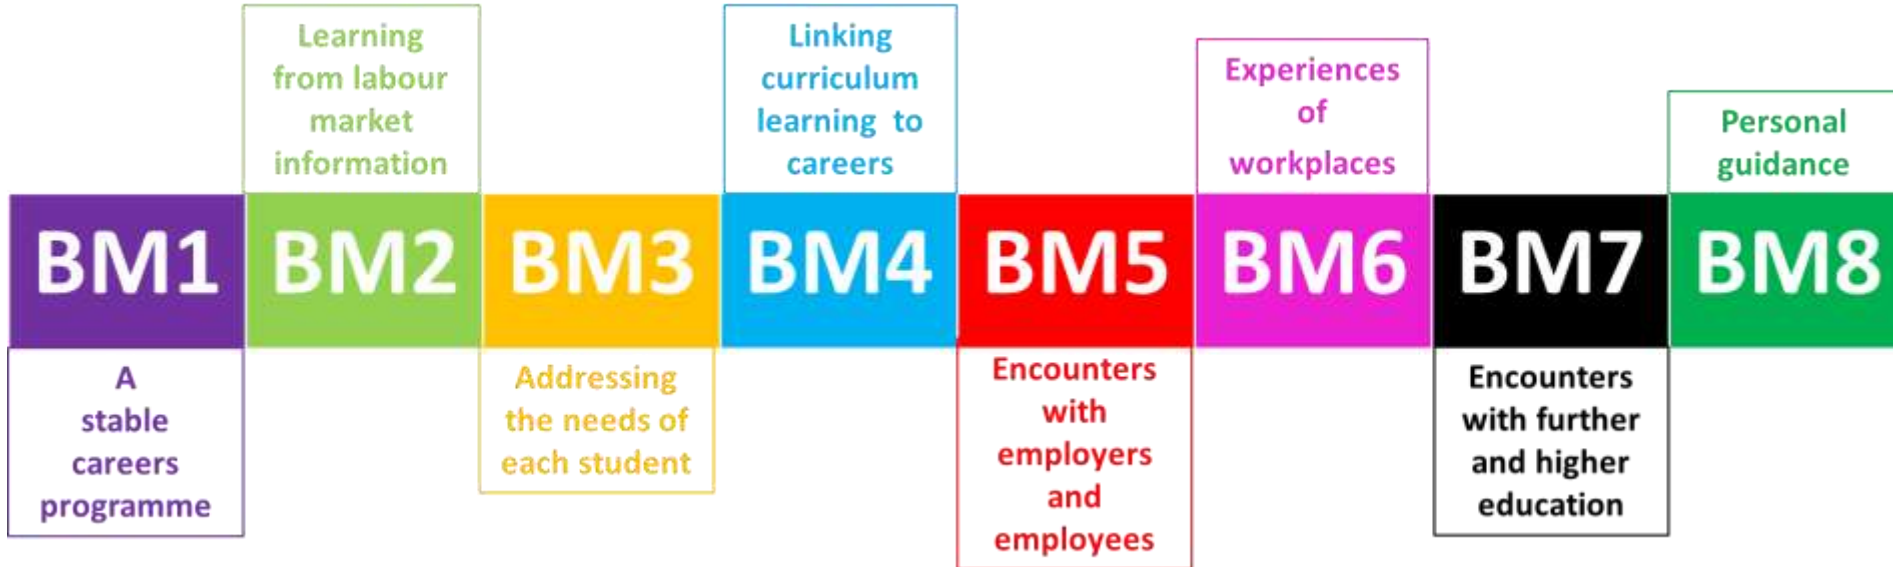 Learning
from labour
market
information
Linking
curriculum
learning to
careers
Experiences
of
workplaces
Personal
guidance
BM1 BM2 BM3 BM4 BM5 BM6 BM7 BM8
A
stable
careers
programme
Addressing
the needs of
each student
Encounters
with
employers
and
employees
Encounters
with further
and higher
education